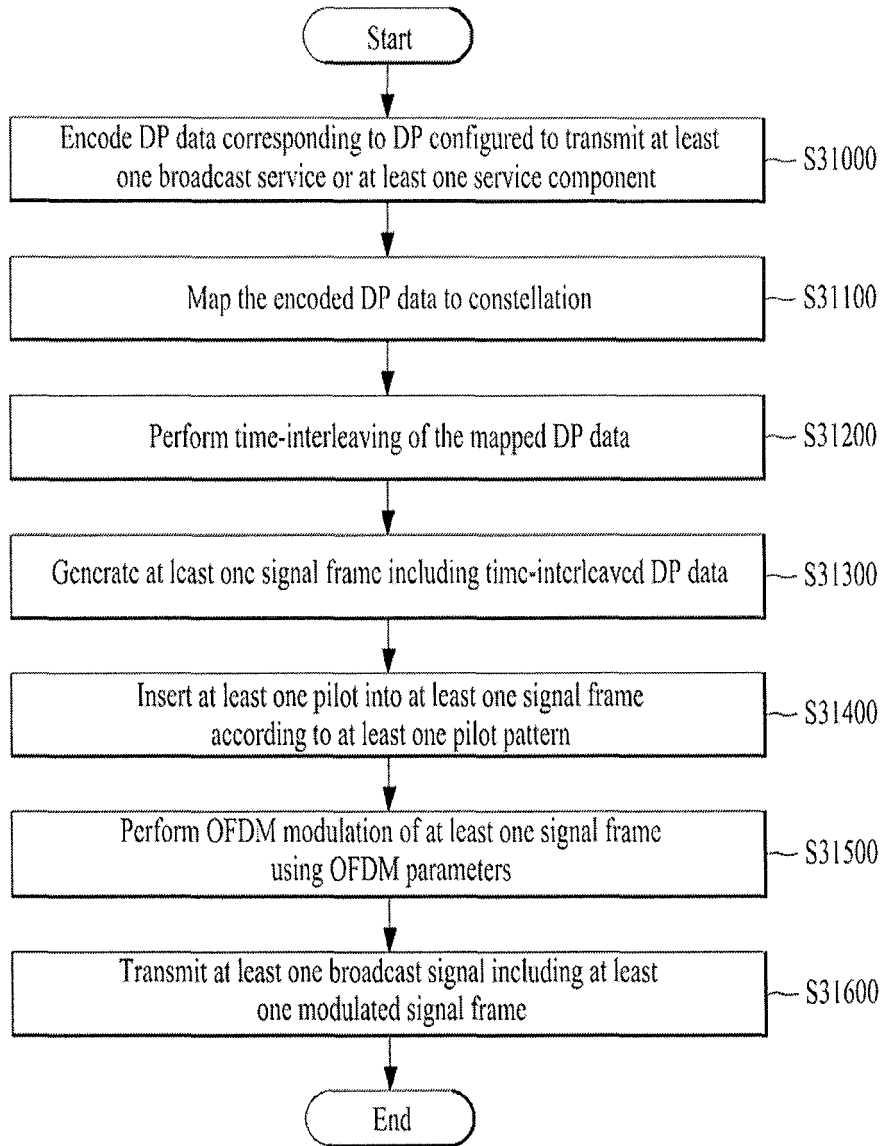 Start
Encode DP data corresponding to DP configured to transmit at least
one broadcast service or at least one service component
S31000
Map the encoded DP data to constellation
S31100
Perform time-interleaving of the mapped DP data
S31200
Generate at least one signal frame including time-interleaved DP data
S31300
Insert at least one pilot into at least one signal frame
according to at least one pilot pattern
S31400
Perform OFDM modulation of at least one signal frame
using OFDM parameters
S31500
Transmit at least one broadcast signal including at least
one modulated signal frame
S31600
End